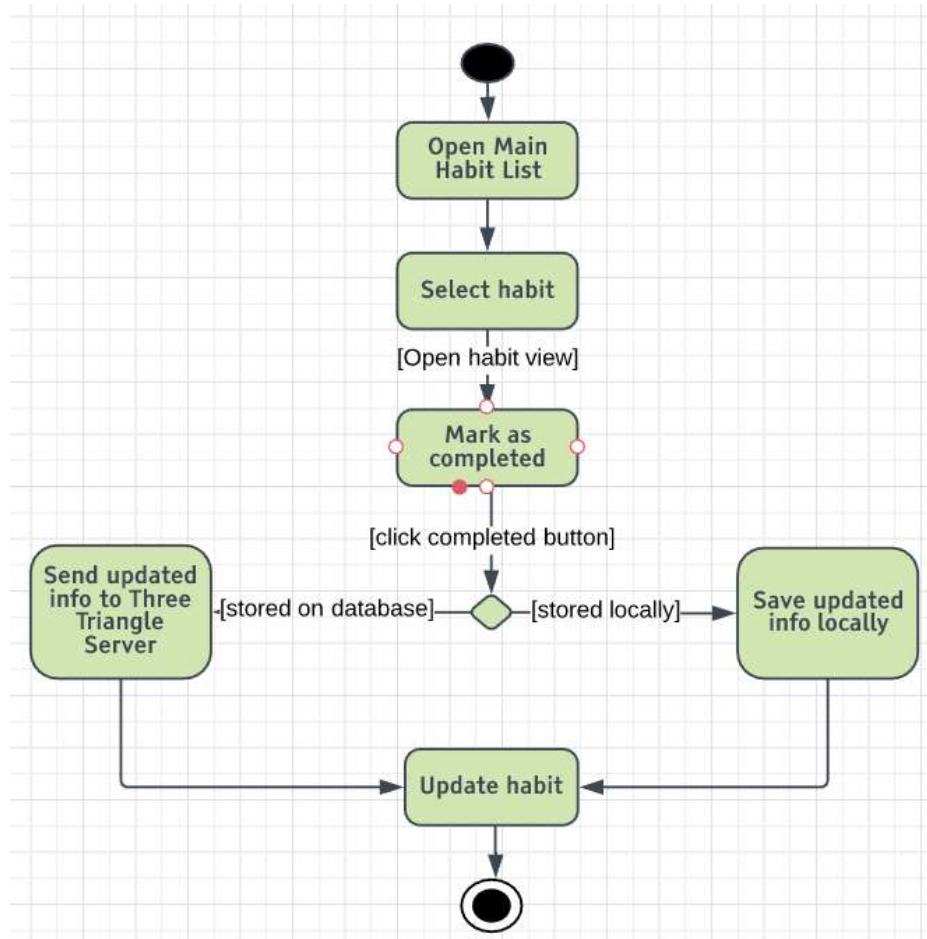 Open Main
Habit List
Select habit
[Open habit view]
Mark as
completed
[click completed button]
Send updated
info to Three
Triangle
Server
[stored on database]
[stored locally]
Save updated
info locally
Update habit